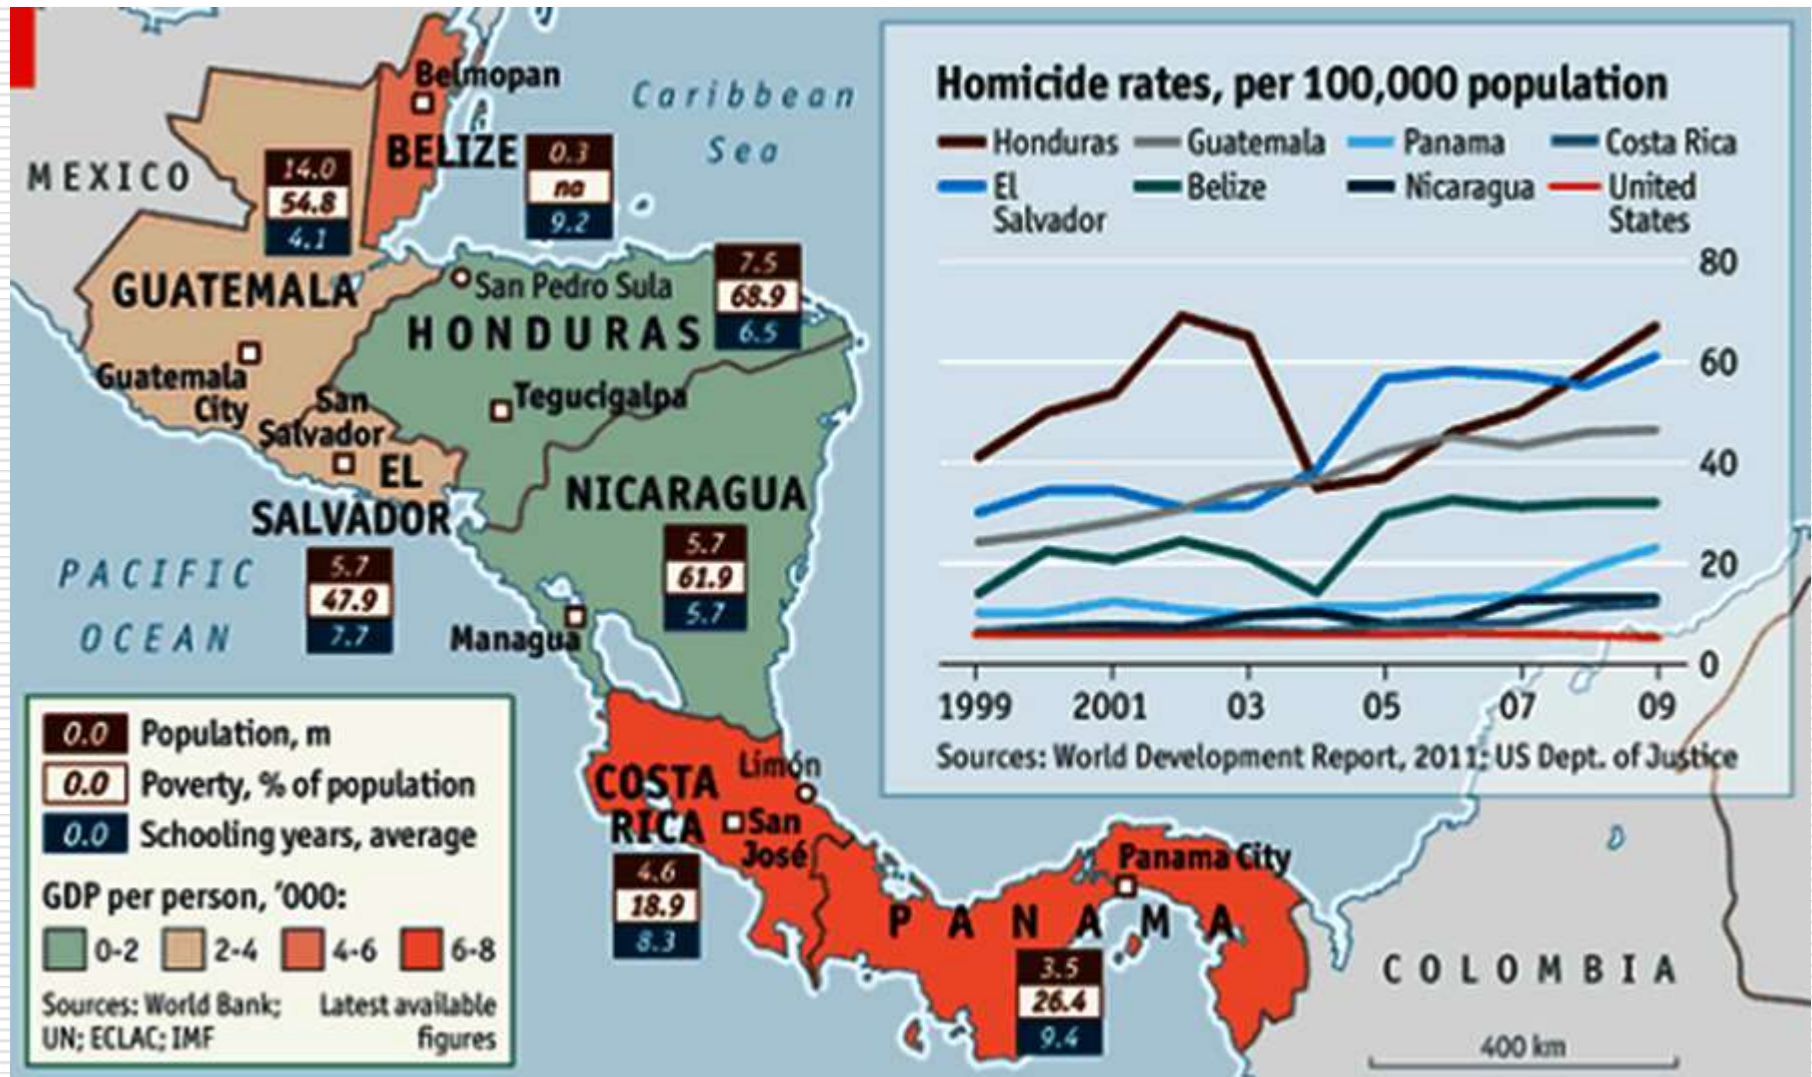 Belmopan
Caribbean
Sea
MEXICO
BELIZE
0.3
na
9.2
14.0
54.8
4.1
GUATEMALA
San Pedro Sula
HONDURAS
7.5
68.9
6.5
Guatemala
City
San
Salvador
Tegucigalpa
EL
SALVADOR
NICARAGUA
PACIFIC
OCEAN
5.7
47.9
7.7
5.7
61.9
5.7
Managua
COSTA
RICA
Limón
San
José
4.6
18.9
8.3
Panama City
PANAMA
3.5
26.4
9.4
COLOMBIA
400 km
0.0 Population, m
0.0 Poverty, % of population
0.0 Schooling years, average
GDP per person, ’000:
0-2 2-4 4-6 6-8
Sources: World Bank;
UN; ECLAC; IMF
Latest available
figures
Homicide rates, per 100,000 population
Honduras Guatemala Panama Costa Rica
El
Salvador
Belize Nicaragua United
States
80
60
40
20
0
1999 2001 03 05 07 09
Sources: World Development Report, 2011; US Dept. of Justice